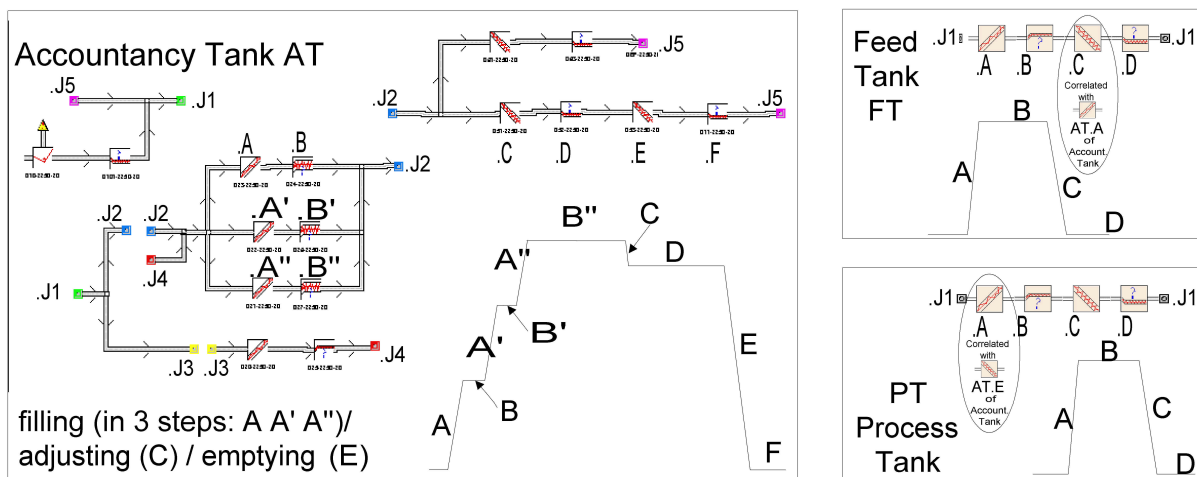 Accountancy Tank AT
.J5
.J1
.J2
.J5
.C
.D
.E
.F
.A
.B
.J2
.J2
.J2
.A'
.B'
.J4
.A''
.B''
.J1
.J3
.J3
.J4
B''
C
D
A''
B'
A'
E
B
A
F
filling (in 3 steps: A A' A'')/
adjusting (C) / emptying (E)
Feed
Tank
FT
.J1
.J1
.A
.B
.C
.D
Correlated
with
AT.A
of
Account.
Tank
B
A
C
D
.J1
.J1
.A
.B
.C
.D
Correlated
with
AT.E
of
Account.
Tank
PT
Process
Tank
B
A
C
D